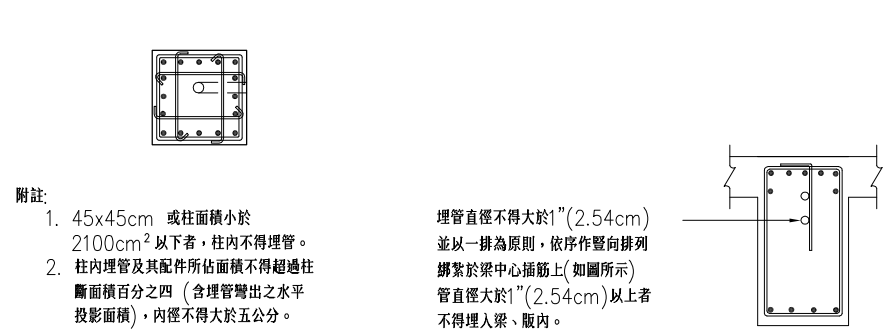 附註:
1. 45x45cm 或柱面積小於
2100cm² 以下者，柱內不得埋管。
2. 柱內埋管及其配件所佔面積不得超過柱
斷面積百分之四 (含埋管彎出之水平
投影面積)，內徑不得大於五公分。
埋管直徑不得大於1”(2.54cm)
並以一排為原則，依序作豎向排列
綁紮於梁中心插筋上(如圖所示)
管直徑大於1”(2.54cm)以上者
不得埋入梁、版內。